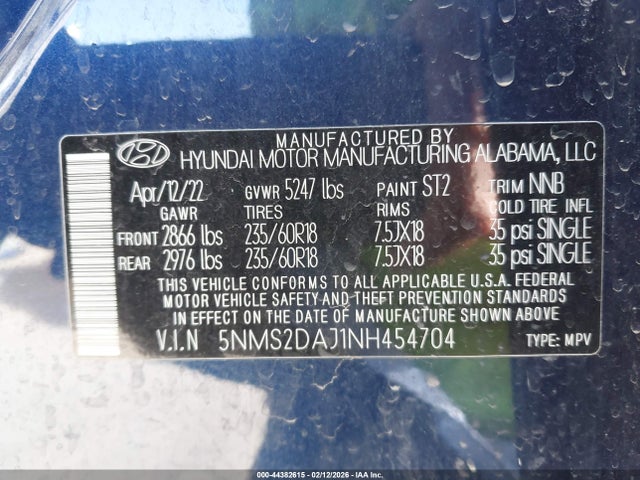 MANUFACTURED BY
HYUNDAI MOTOR MANUFACTURING ALABAMA, LLC
Apr/12/22 GVWR 5247 lbs PAINT ST2 TRIM NNB
GAWR TIRES RIMS COLD TIRE INFL
FRONT 2866 lbs 235/60R18 7.5JX18 35 psi SINGLE
REAR 2976 lbs 235/60R18 7.5JX18 35 psi SINGLE
THIS VEHICLE CONFORMS TO ALL APPLICABLE U.S.A. FEDERAL
MOTOR VEHICLE SAFETY AND THEFT PREVENTION STANDARDS
IN EFFECT ON THE DATE OF MANUFACTURE SHOWN ABOVE
V.I.N 5NMS2DAJ1NH454704 TYPE: MPV
000-44382615 - 02/12/2026 - IAA Inc.